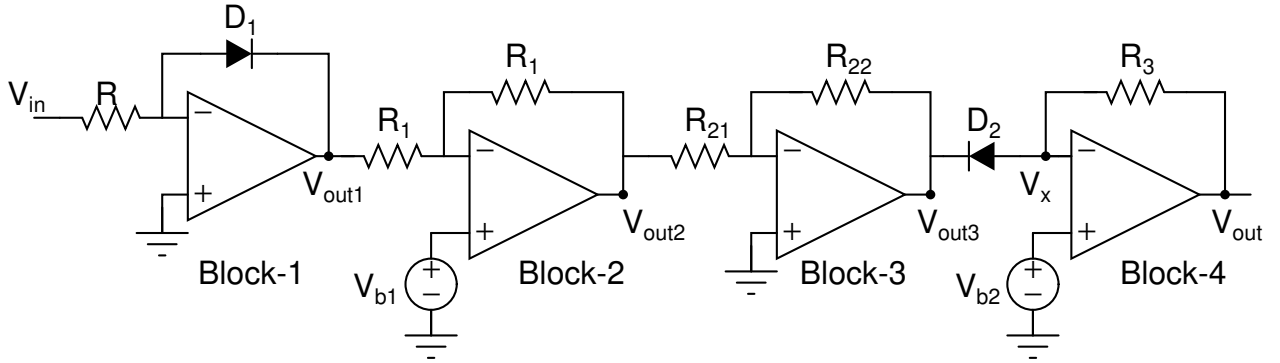 D1
R1
R22
R3
Vin
R
R1
R21
D2
−
−
−
−
+
+
+
+
Vout1
Vout2
Vout3
Vx
Vout
Block-1
Block-2
Block-3
Block-4
Vb1
+
−
Vb2
+
−